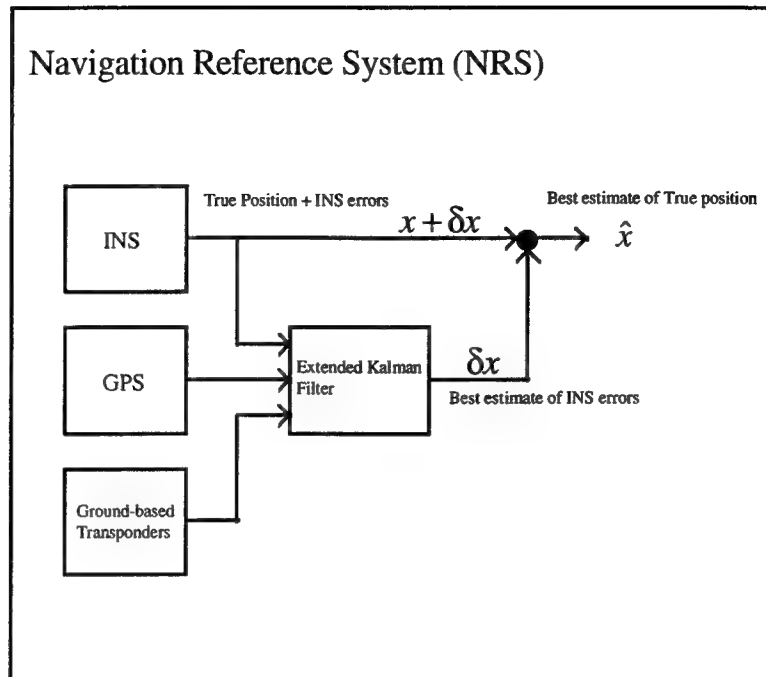 Navigation Reference System (NRS)
INS
True Position + INS errors
x + δx
Best estimate of True position
x̂
GPS
Extended Kalman
Filter
δx
Best estimate of INS errors
Ground-based
Transponders